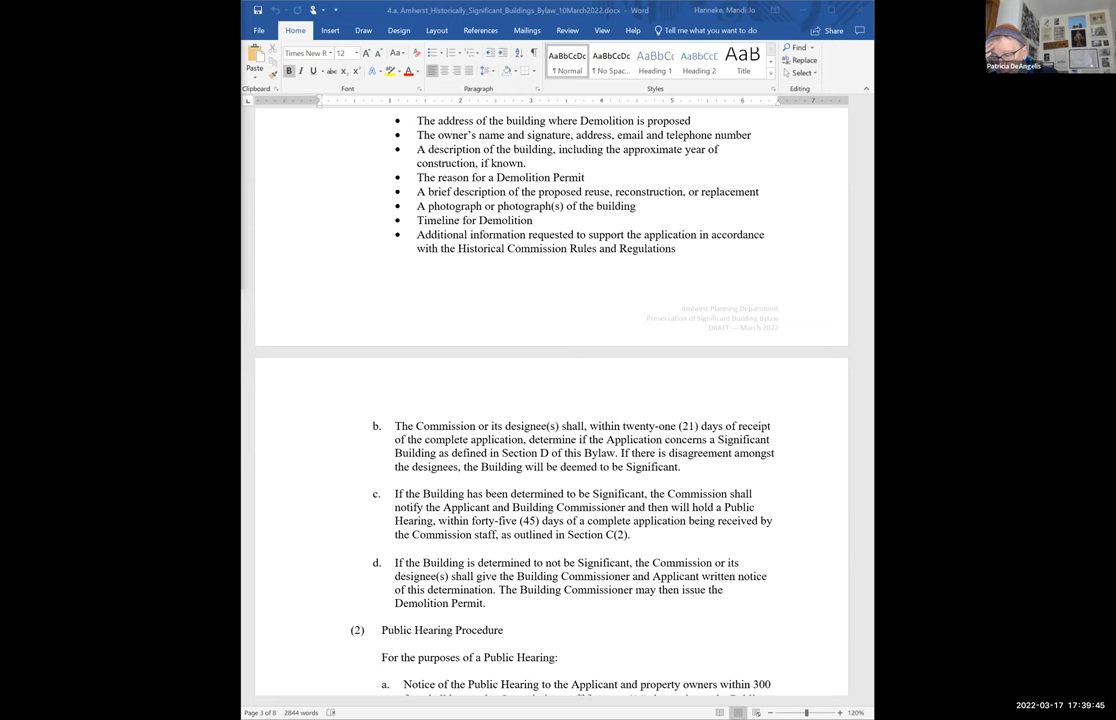 4.a. Amherst_Historically_Significant_Buildings_Bylaw_10March2022.docx - Word
Hanneke, Mandi Jo
File Home Insert Draw Design Layout References Mailings Review View Help Tell me what you want to do Share
Times New R 12 Aa
AaBbCcDc AaBbCcDc AaBbCc AaBbCcE AaB
Find
Replace
Select
Paste
B I U abc
¶ Normal ¶ No Spac... Heading 1 Heading 2 Title
Clipboard Font Paragraph Styles Editing
Patricia DeAngelis
1 2 3 4 5 6 7
• The address of the building where Demolition is proposed
• The owner's name and signature, address, email and telephone number
• A description of the building, including the approximate year of
construction, if known.
• The reason for a Demolition Permit
• A brief description of the proposed reuse, reconstruction, or replacement
• A photograph or photograph(s) of the building
• Timeline for Demolition
• Additional information requested to support the application in accordance
with the Historical Commission Rules and Regulations
Amherst Planning Department
Preservation of Significant Building Bylaw
DRAFT — March 2022
b. The Commission or its designee(s) shall, within twenty-one (21) days of receipt
of the complete application, determine if the Application concerns a Significant
Building as defined in Section D of this Bylaw. If there is disagreement amongst
the designees, the Building will be deemed to be Significant.
c. If the Building has been determined to be Significant, the Commission shall
notify the Applicant and Building Commissioner and then will hold a Public
Hearing, within forty-five (45) days of a complete application being received by
the Commission staff, as outlined in Section C(2).
d. If the Building is determined to not be Significant, the Commission or its
designee(s) shall give the Building Commissioner and Applicant written notice
of this determination. The Building Commissioner may then issue the
Demolition Permit.
(2) Public Hearing Procedure
For the purposes of a Public Hearing:
a. Notice of the Public Hearing to the Applicant and property owners within 300
Page 3 of 8 2844 words
120%
2022-03-17 17:39:45